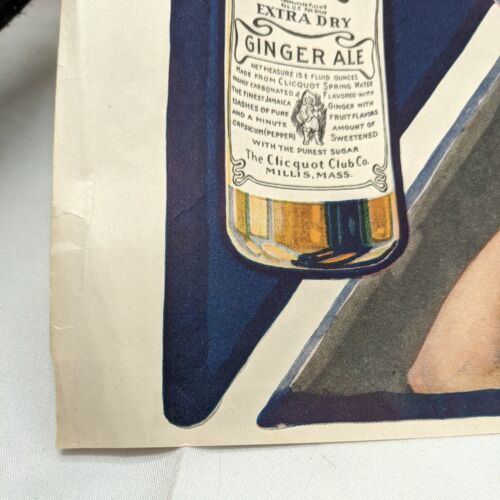 EXTRA DRY
GINGER ALE
NET MEASURE 15½ FLUID OUNCES
MADE FROM CLICQUOT SPRING WATER
HIGHLY CARBONATED & FLAVORED WITH
THE FINEST JAMAICA GINGER WITH
DASHES OF PURE FRUIT FLAVORS
AND A MINUTE AMOUNT OF
CAPSICUM (PEPPER) SWEETENED
WITH THE PUREST SUGAR
The Clicquot Club Co.
MILLIS, MASS.